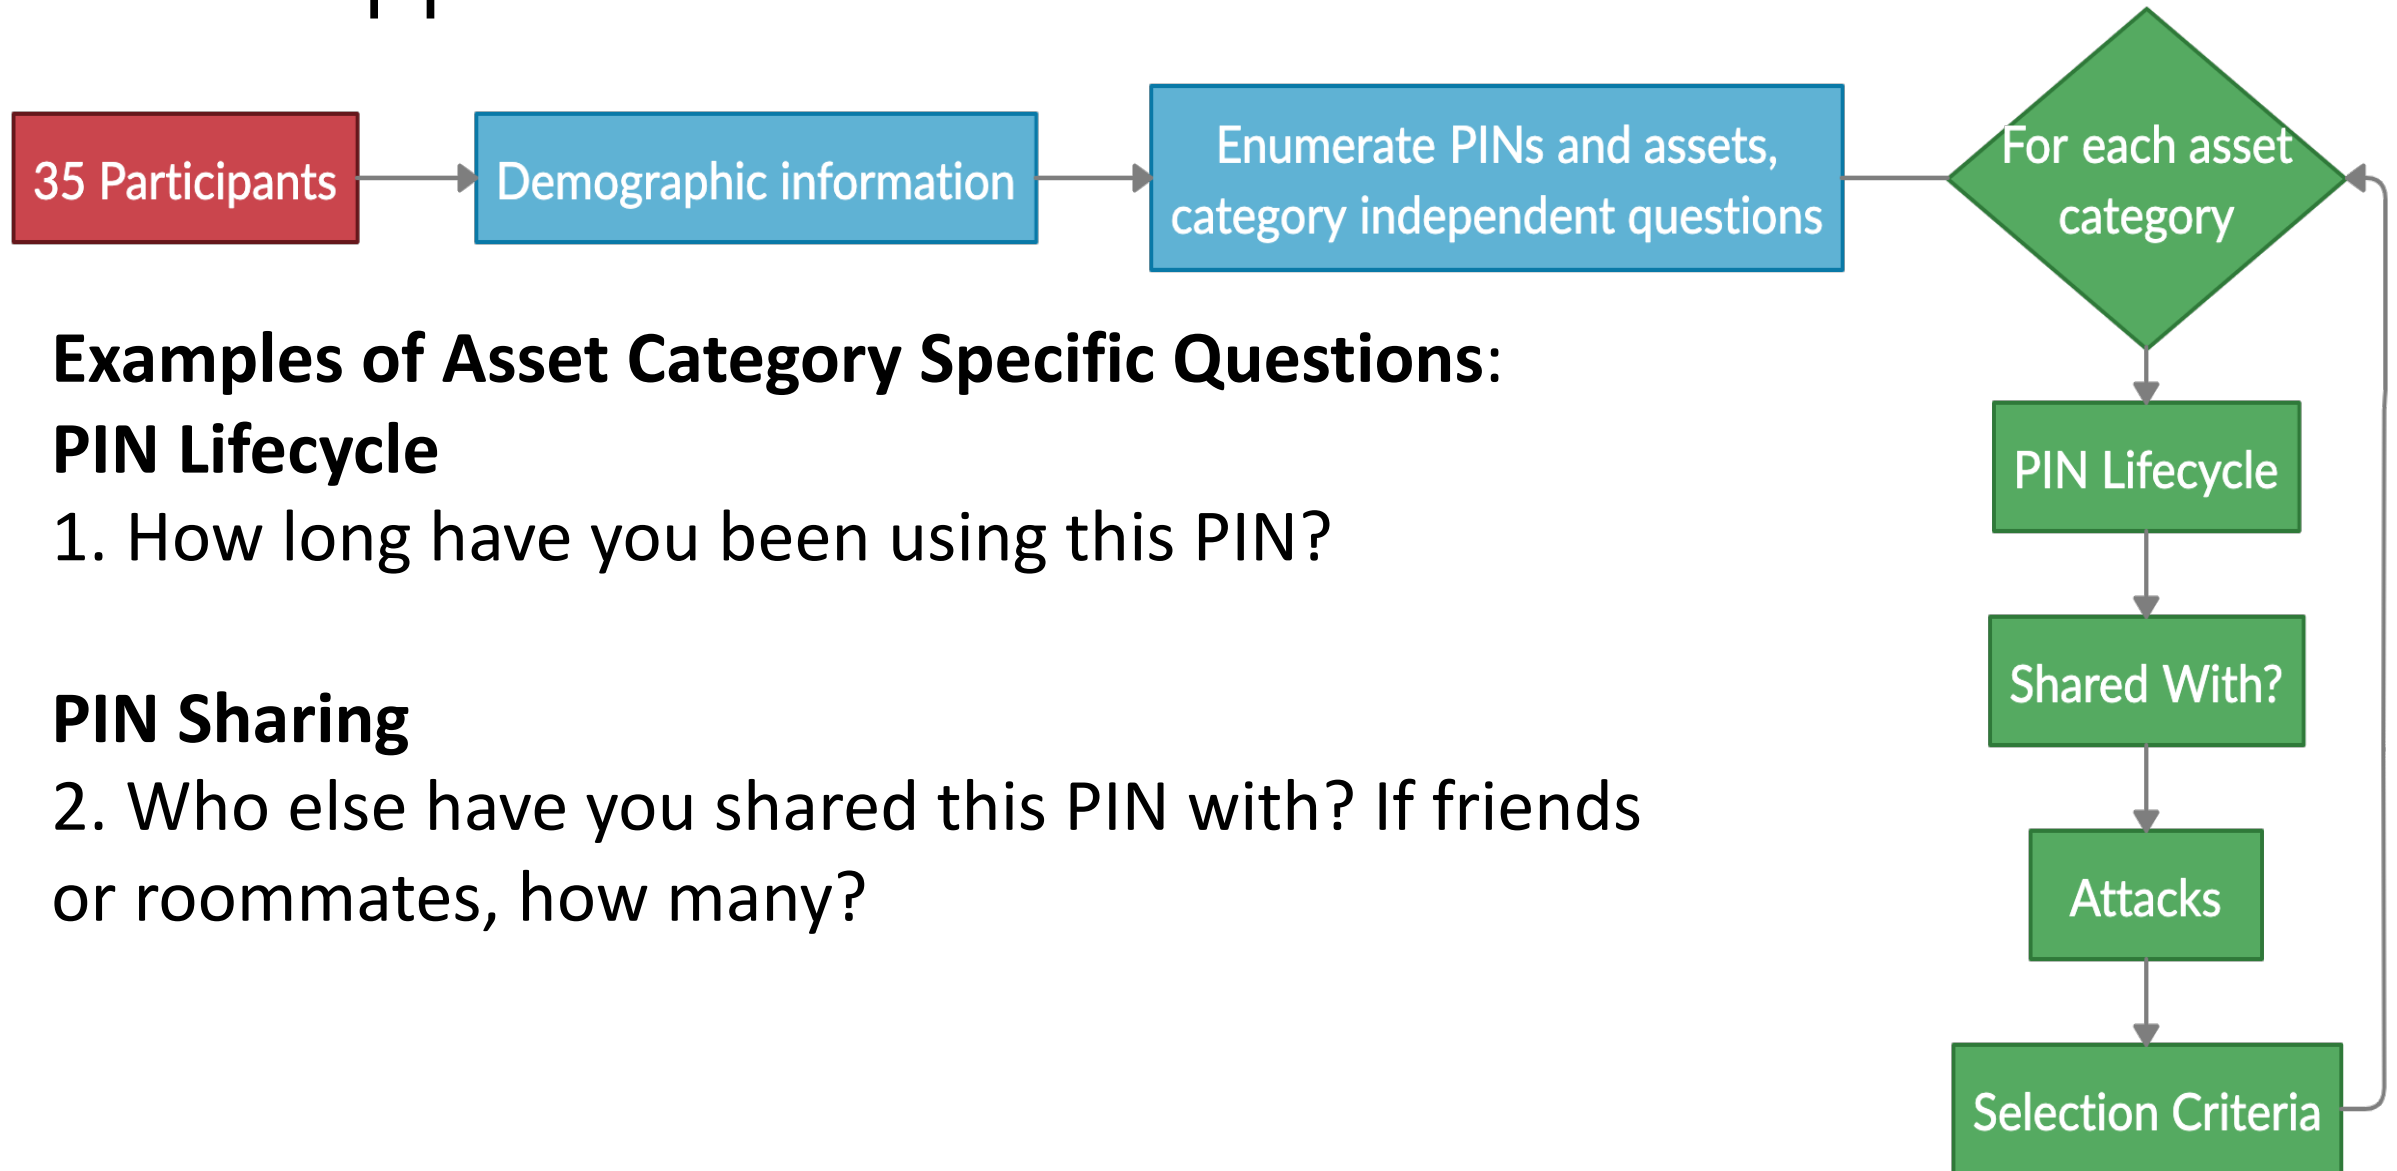 35 Participants
Demographic information
Enumerate PINs and assets,
category independent questions
For each asset
category
Examples of Asset Category Specific Questions:
PIN Lifecycle
1. How long have you been using this PIN?
PIN Sharing
2. Who else have you shared this PIN with? If friends
or roommates, how many?
PIN Lifecycle
Shared With?
Attacks
Selection Criteria